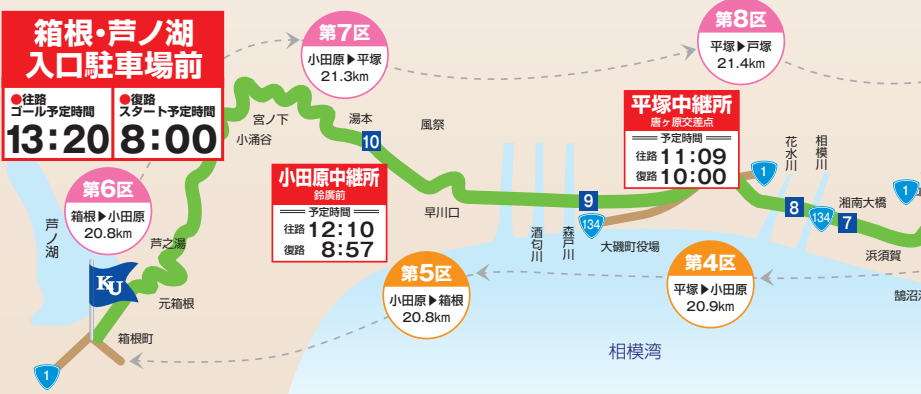 箱根・芦ノ湖
入口駐車場前
●往路
ゴール予定時間
13:20
●復路
スタート予定時間
8:00
第7区
小田原▶平塚
21.3km
第8区
平塚▶戸塚
21.4km
宮ノ下
小涌谷
湯本
10
風祭
平塚中継所
唐ヶ原交差点
予定時間
往路 11:09
復路 10:00
1
花水川
相模川
1
小田原中継所
鈴廣前
予定時間
往路 12:10
復路 8:57
第6区
箱根▶小田原
20.8km
芦ノ湖
芦之湯
早川口
9
134
8
134
7
湘南大橋
酒匂川
森戸川
大磯町役場
浜須賀
KU
元箱根
箱根町
1
第5区
小田原▶箱根
20.8km
第4区
平塚▶小田原
20.9km
鵠沼
相模湾